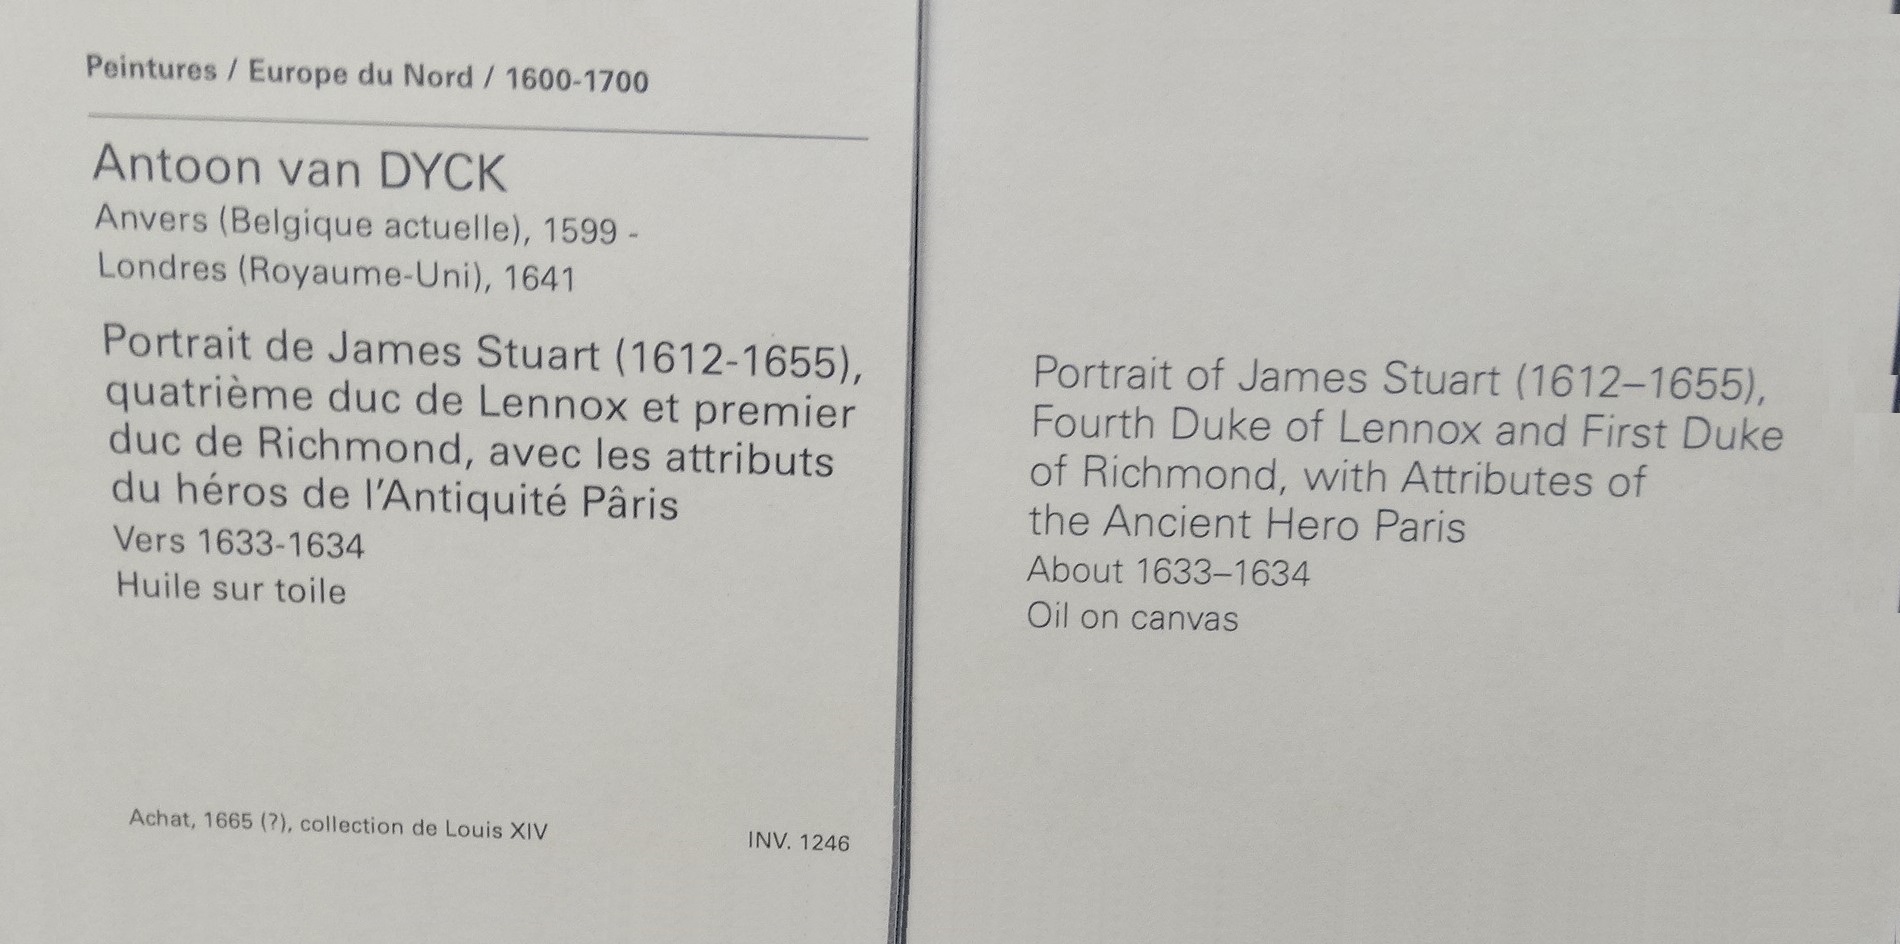 Peintures / Europe du Nord / 1600-1700
Antoon van DYCK
Anvers (Belgique actuelle), 1599 -
Londres (Royaume-Uni), 1641
Portrait de James Stuart (1612-1655),
quatrième duc de Lennox et premier
duc de Richmond, avec les attributs
du héros de l'Antiquité Pâris
Vers 1633-1634
Huile sur toile
Achat, 1665 (?), collection de Louis XIV
INV. 1246
Portrait of James Stuart (1612–1655),
Fourth Duke of Lennox and First Duke
of Richmond, with Attributes of
the Ancient Hero Paris
About 1633–1634
Oil on canvas